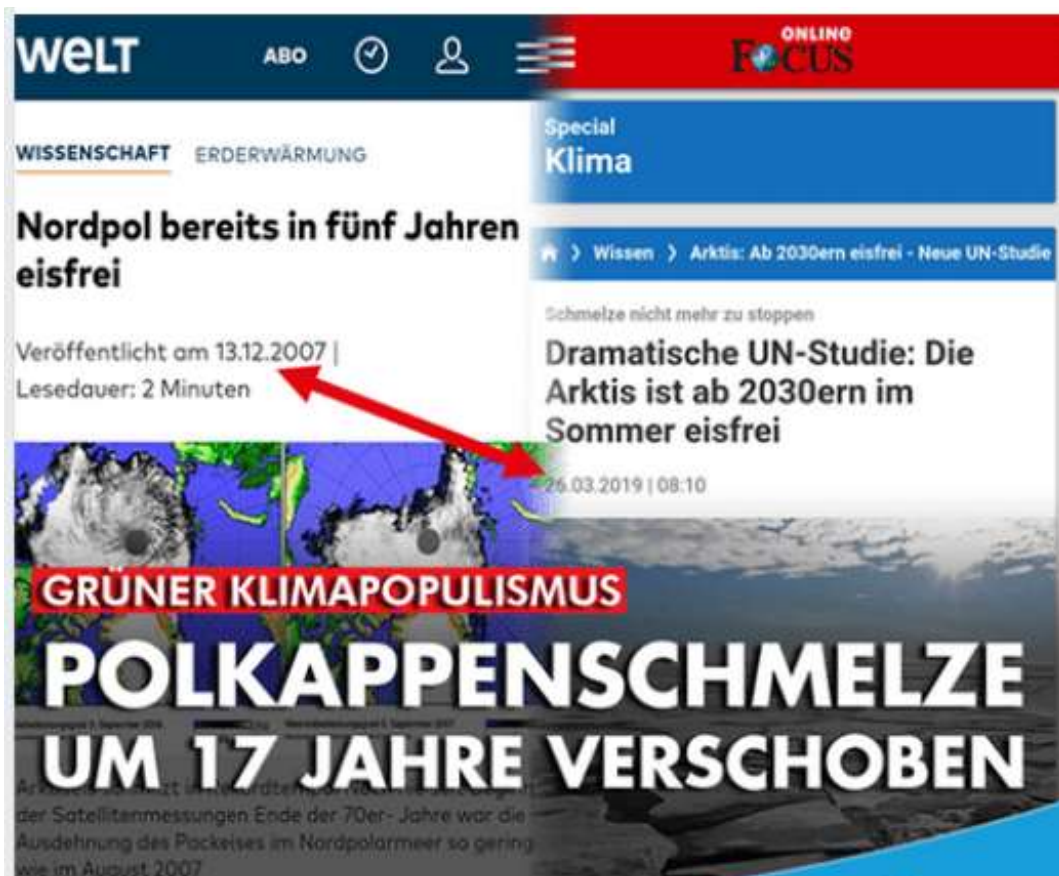 WELT ABO
WISSENSCHAFT ERDERWÄRMUNG
Nordpol bereits in fünf Jahren
eisfrei
Veröffentlicht am 13.12.2007 |
Lesedauer: 2 Minuten
ONLINE
FOCUS
Special
Klima
Wissen Arktis: Ab 2030ern eisfrei - Neue UN-Studie
Schmelze nicht mehr zu stoppen
Dramatische UN-Studie: Die
Arktis ist ab 2030ern im
Sommer eisfrei
26.03.2019 | 08:10
GRÜNER KLIMAPOPULISMUS
POLKAPPENSCHMELZE
UM 17 JAHRE VERSCHOBEN
der Satellitenmessungen Ende der 70er- Jahre war die
Ausdehnung des Packeises im Nordpolarmeer so gering
wie im August 2007